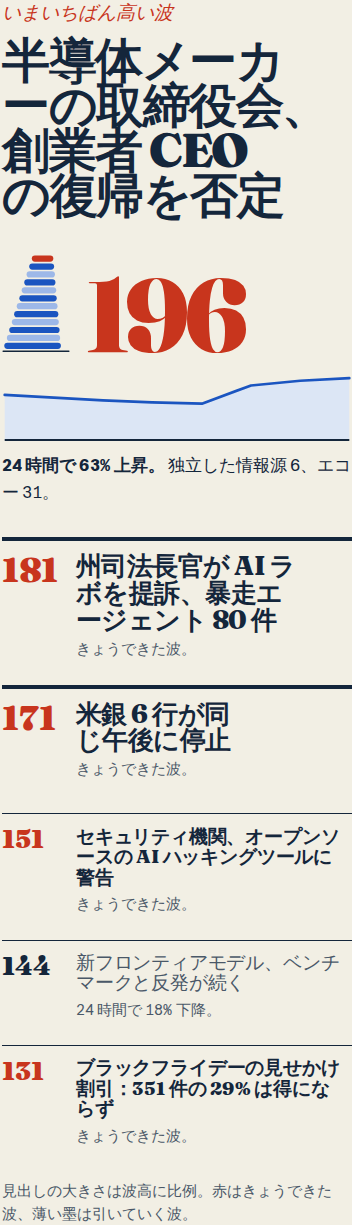 いまいちばん高い波
半導体メーカ
ーの取締役会、
創業者 CEO
の復帰を否定
196
24時間で63% 上昇。 独立した情報源 6、エコ
ー 31。
181
州司法長官が AI ラ
ボを提訴、暴走エ
ージェント 80 件
きょうできた波。
171
米銀 6 行が同
じ午後に停止
きょうできた波。
151
セキュリティ機関、オープンソ
ースの AI ハッキングツールに
警告
きょうできた波。
144
新フロンティアモデル、ベンチ
マークと反発が続く
24 時間で 18% 下降。
131
ブラックフライデーの見せかけ
割引：351 件の 29% は得にな
らず
きょうできた波。
見出しの大きさは波高に比例。赤はきょうできた
波、薄い墨は引いていく波。